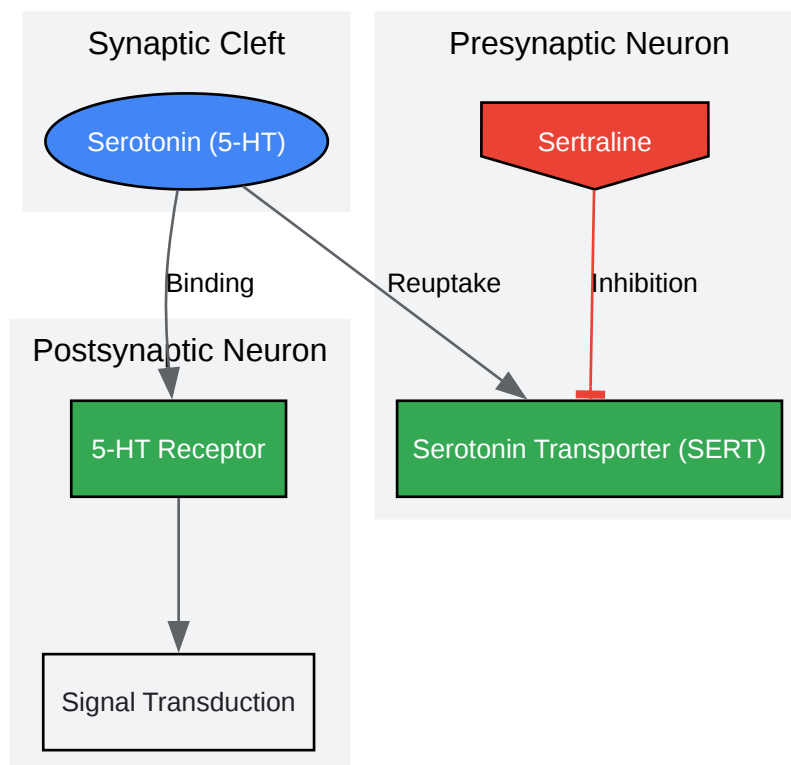 Synaptic Cleft
Presynaptic Neuron
Serotonin (5-HT)
Sertraline
Binding
Reuptake
Inhibition
Postsynaptic Neuron
5-HT Receptor
Serotonin Transporter (SERT)
Signal Transduction